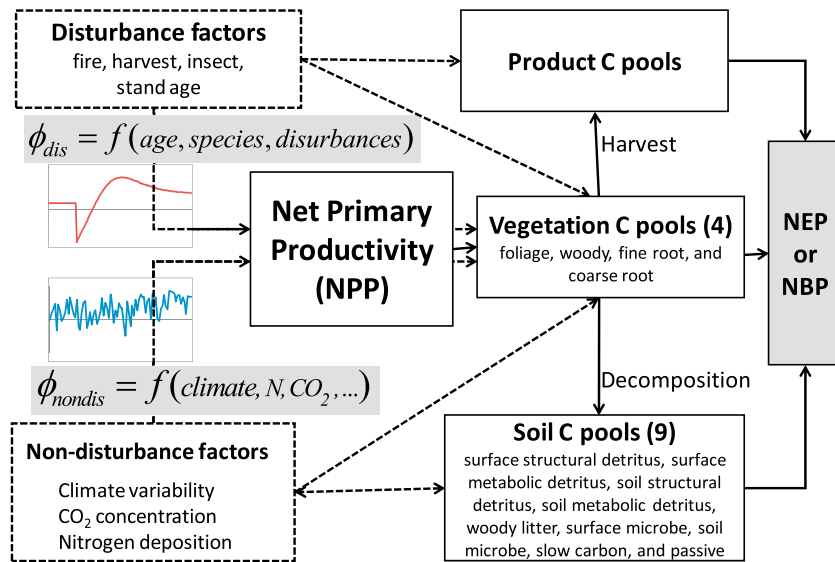 Disturbance factors
fire, harvest, insect,
stand age
Product C pools
ϕ_dis = f(age, species, disurbances)
Harvest
Net Primary
Productivity
(NPP)
Vegetation C pools (4)
foliage, woody, fine root, and
coarse root
NEP
or
NBP
ϕ_nondis = f(climate, N, CO₂, ...)
Decomposition
Non-disturbance factors
Climate variability
CO₂ concentration
Nitrogen deposition
Soil C pools (9)
surface structural detritus, surface
metabolic detritus, soil structural
detritus, soil metabolic detritus,
woody litter, surface microbe, soil
microbe, slow carbon, and passive